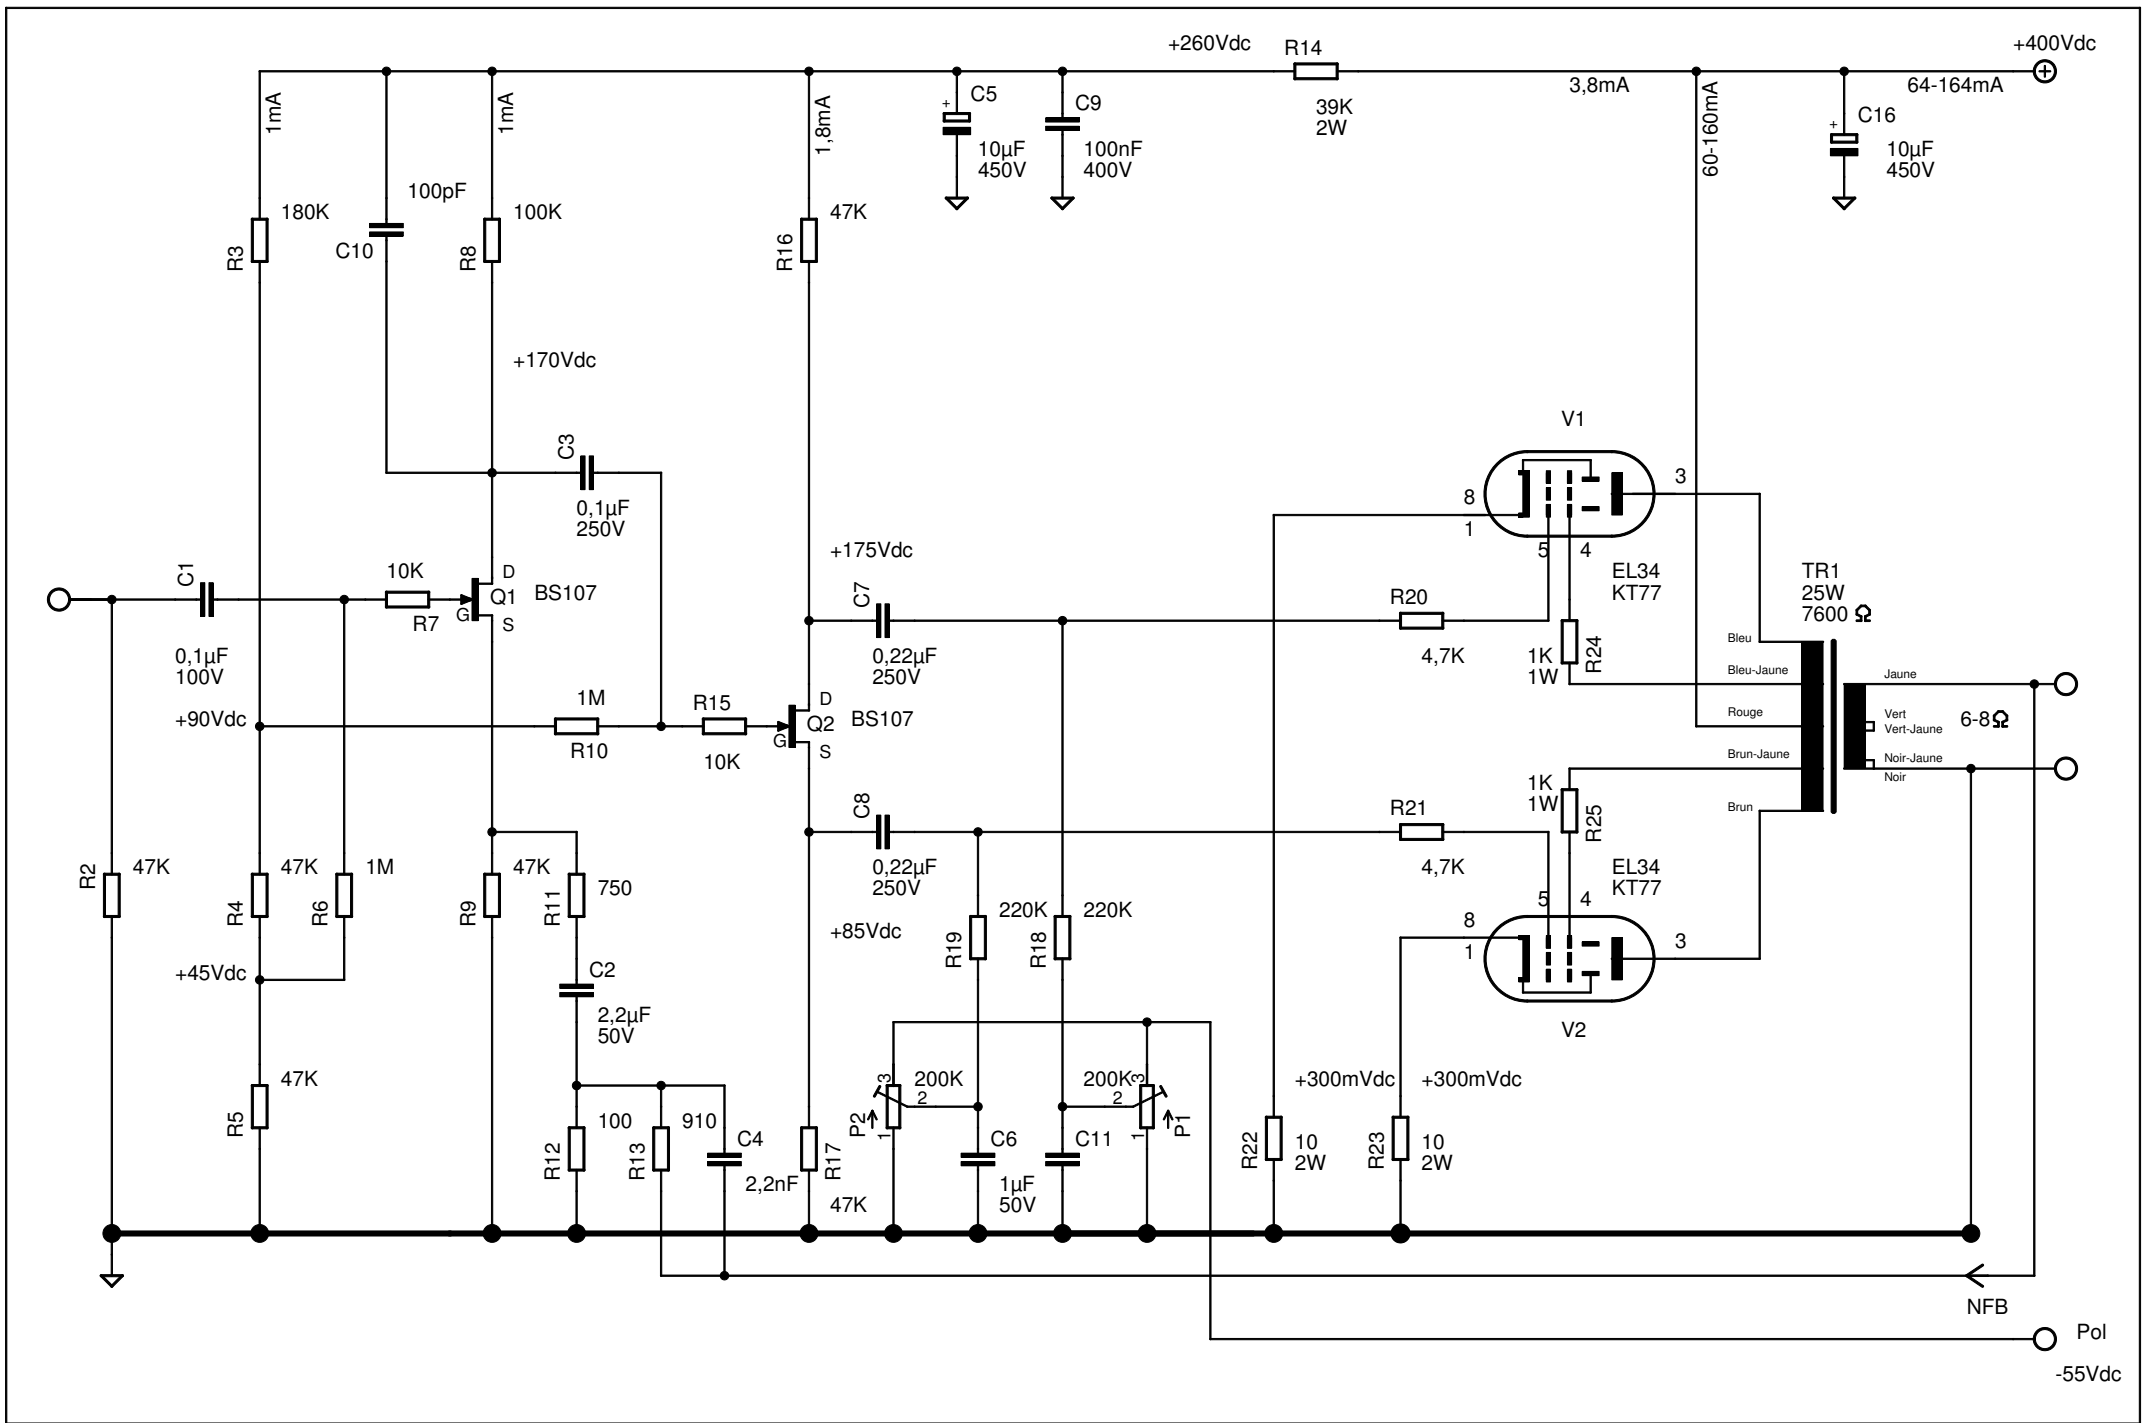 +260Vdc
R14
+400Vdc
39K
2W
3,8mA
64-164mA
1mA
1mA
1,8mA
+
C5
10µF
450V
C9
100nF
400V
60-160mA
+
C16
10µF
450V
180K
R3
100pF
C10
100K
R8
47K
R16
+170Vdc
C3
0,1µF
250V
V1
8
1
3
5
4
EL34
KT77
+175Vdc
C1
0,1µF
100V
10K
R7
D
Q1
G
S
BS107
C7
0,22µF
250V
R20
4,7K
1K
1W
R24
TR1
25W
7600 Ω
Bleu
Bleu-Jaune
Rouge
Brun-Jaune
Brun
Jaune
Vert
Vert-Jaune
6-8Ω
Noir-Jaune
Noir
+90Vdc
1M
R10
R15
10K
D
Q2
G
S
BS107
C8
0,22µF
250V
R21
4,7K
1K
1W
R25
EL34
KT77
5
4
8
1
3
V2
R2
47K
R4
47K
R6
1M
R9
47K
R11
750
+85Vdc
R19
220K
R18
220K
+45Vdc
C2
2,2µF
50V
R5
47K
R12
100
R13
910
C4
2,2nF
R17
47K
P2
3
2
1
200K
C6
1µF
50V
C11
200K
3
2
1
P1
+300mVdc
+300mVdc
R22
10
2W
R23
10
2W
NFB
Pol
-55Vdc